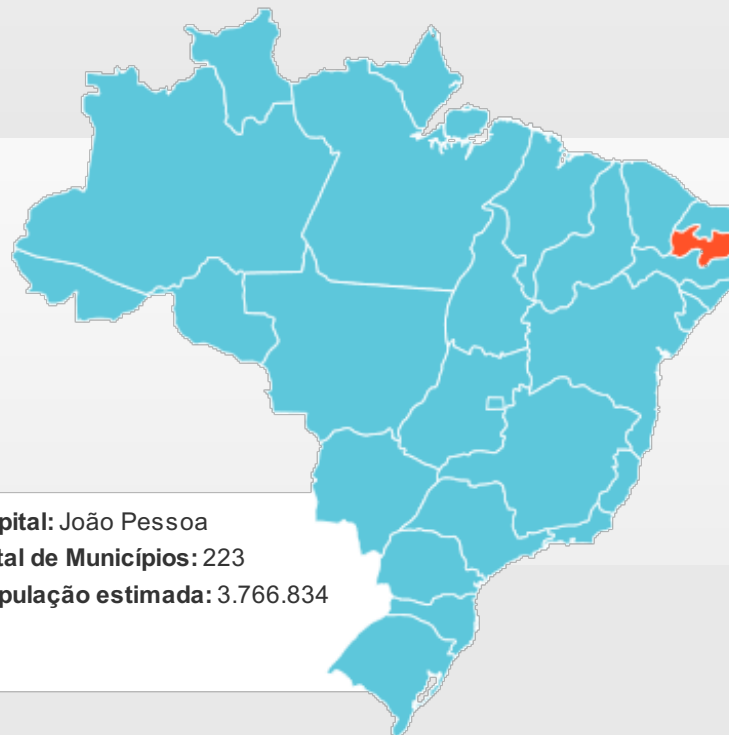 pital: João Pessoa
tal de Municípios: 223
pulação estimada: 3.766.834